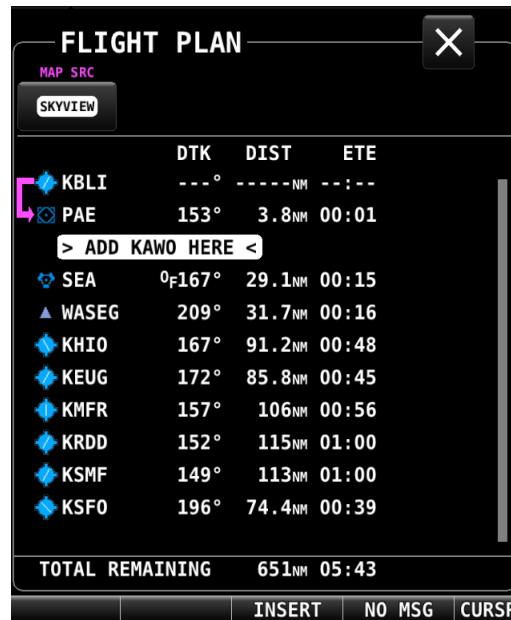 FLIGHT PLAN
X
MAP SRC
SKYVIEW
DTK DIST ETE
KBLI ---° -----NM --:--
PAE 153° 3.8NM 00:01
> ADD KAWO HERE <
SEA ⁰F167° 29.1NM 00:15
WASEG 209° 31.7NM 00:16
KHIO 167° 91.2NM 00:48
KEUG 172° 85.8NM 00:45
KMFR 157° 106NM 00:56
KRDD 152° 115NM 01:00
KSMF 149° 113NM 01:00
KSFO 196° 74.4NM 00:39
TOTAL REMAINING 651NM 05:43
INSERT NO MSG CURSR